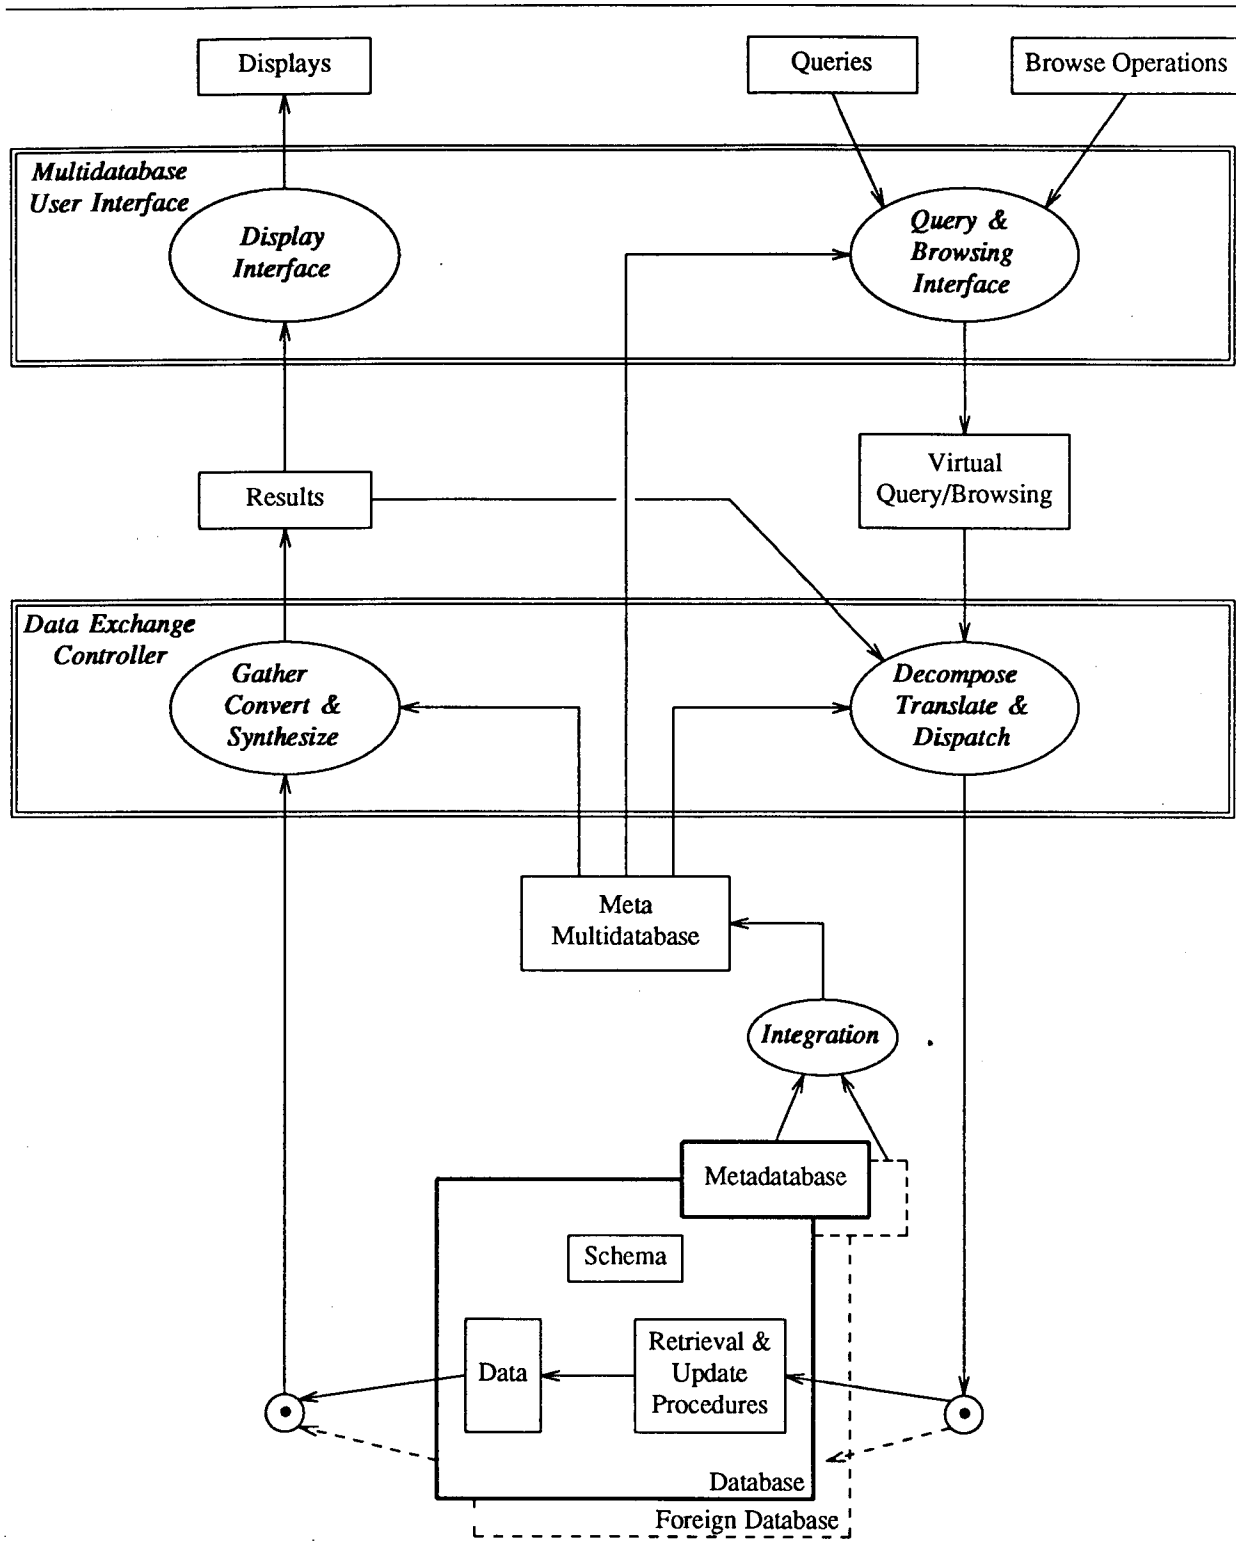 Displays
Queries
Browse Operations
Multidatabase
User Interface
Display
Interface
Query &
Browsing
Interface
Results
Virtual
Query/Browsing
Data Exchange
Controller
Gather
Convert &
Synthesize
Decompose
Translate &
Dispatch
Meta
Multidatabase
Integration
Metadatabase
Schema
Data
Retrieval &
Update
Procedures
Database
Foreign Database